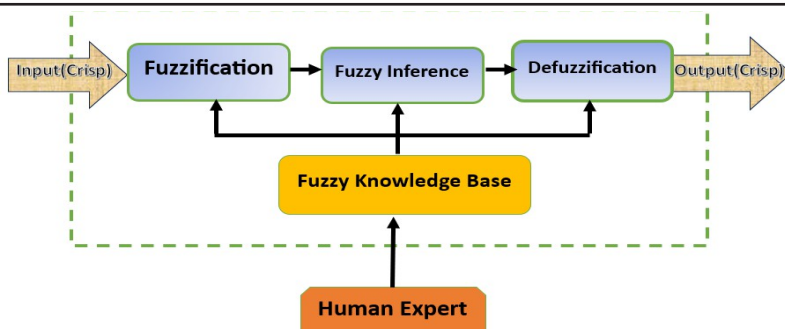 Input(Crisp)
Fuzzification
Fuzzy Inference
Defuzzification
Output(Crisp)
Fuzzy Knowledge Base
Human Expert